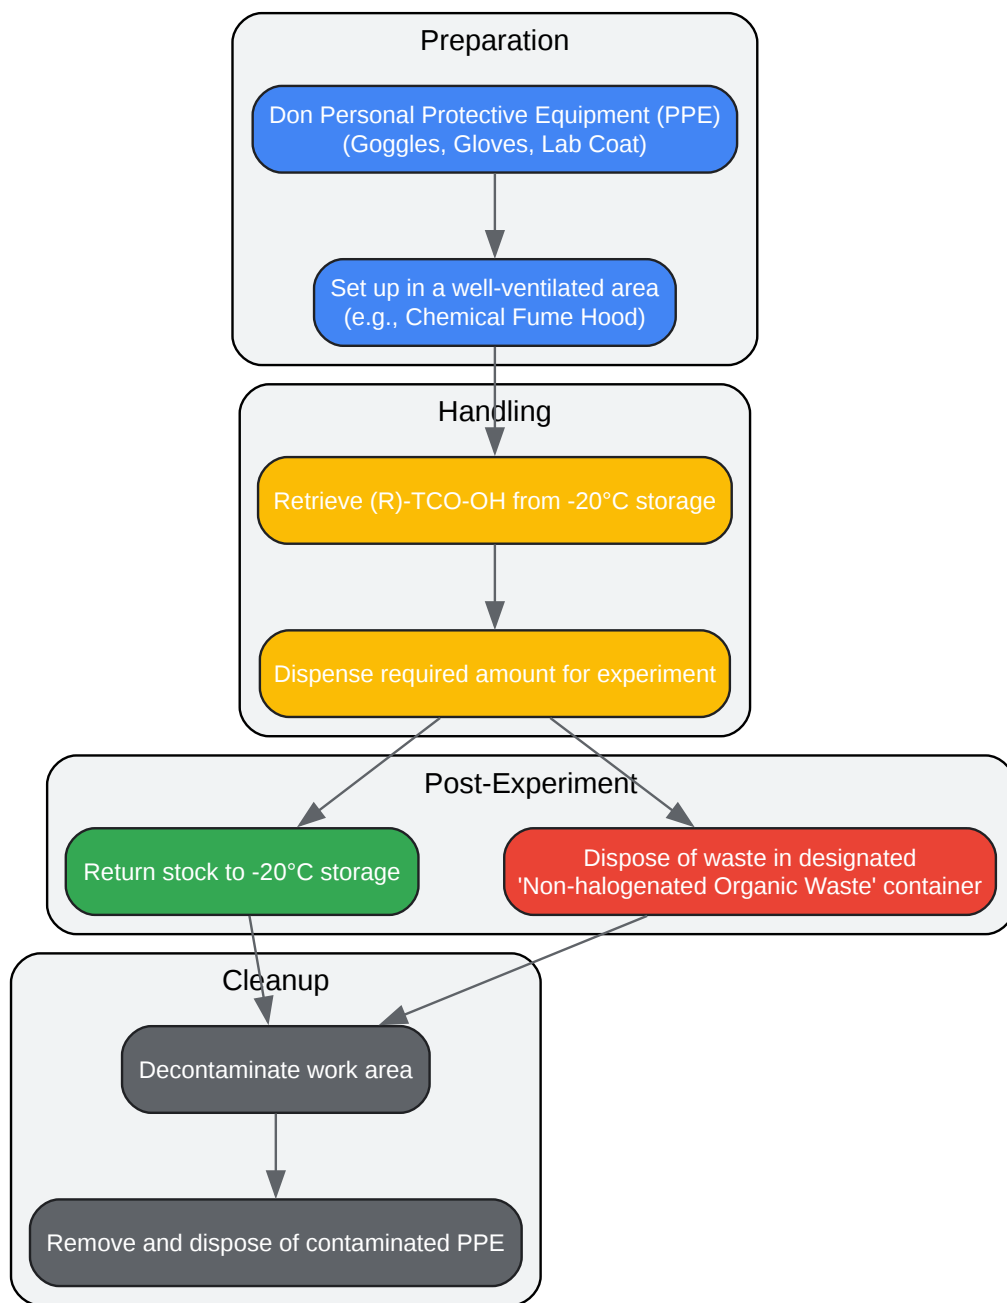 Preparation
Don Personal Protective Equipment (PPE)
(Goggles, Gloves, Lab Coat)
Set up in a well-ventilated area
(e.g., Chemical Fume Hood)
Handling
Retrieve (R)-TCO-OH from -20°C storage
Dispense required amount for experiment
Post-Experiment
Return stock to -20°C storage
Dispose of waste in designated
'Non-halogenated Organic Waste' container
Cleanup
Decontaminate work area
Remove and dispose of contaminated PPE